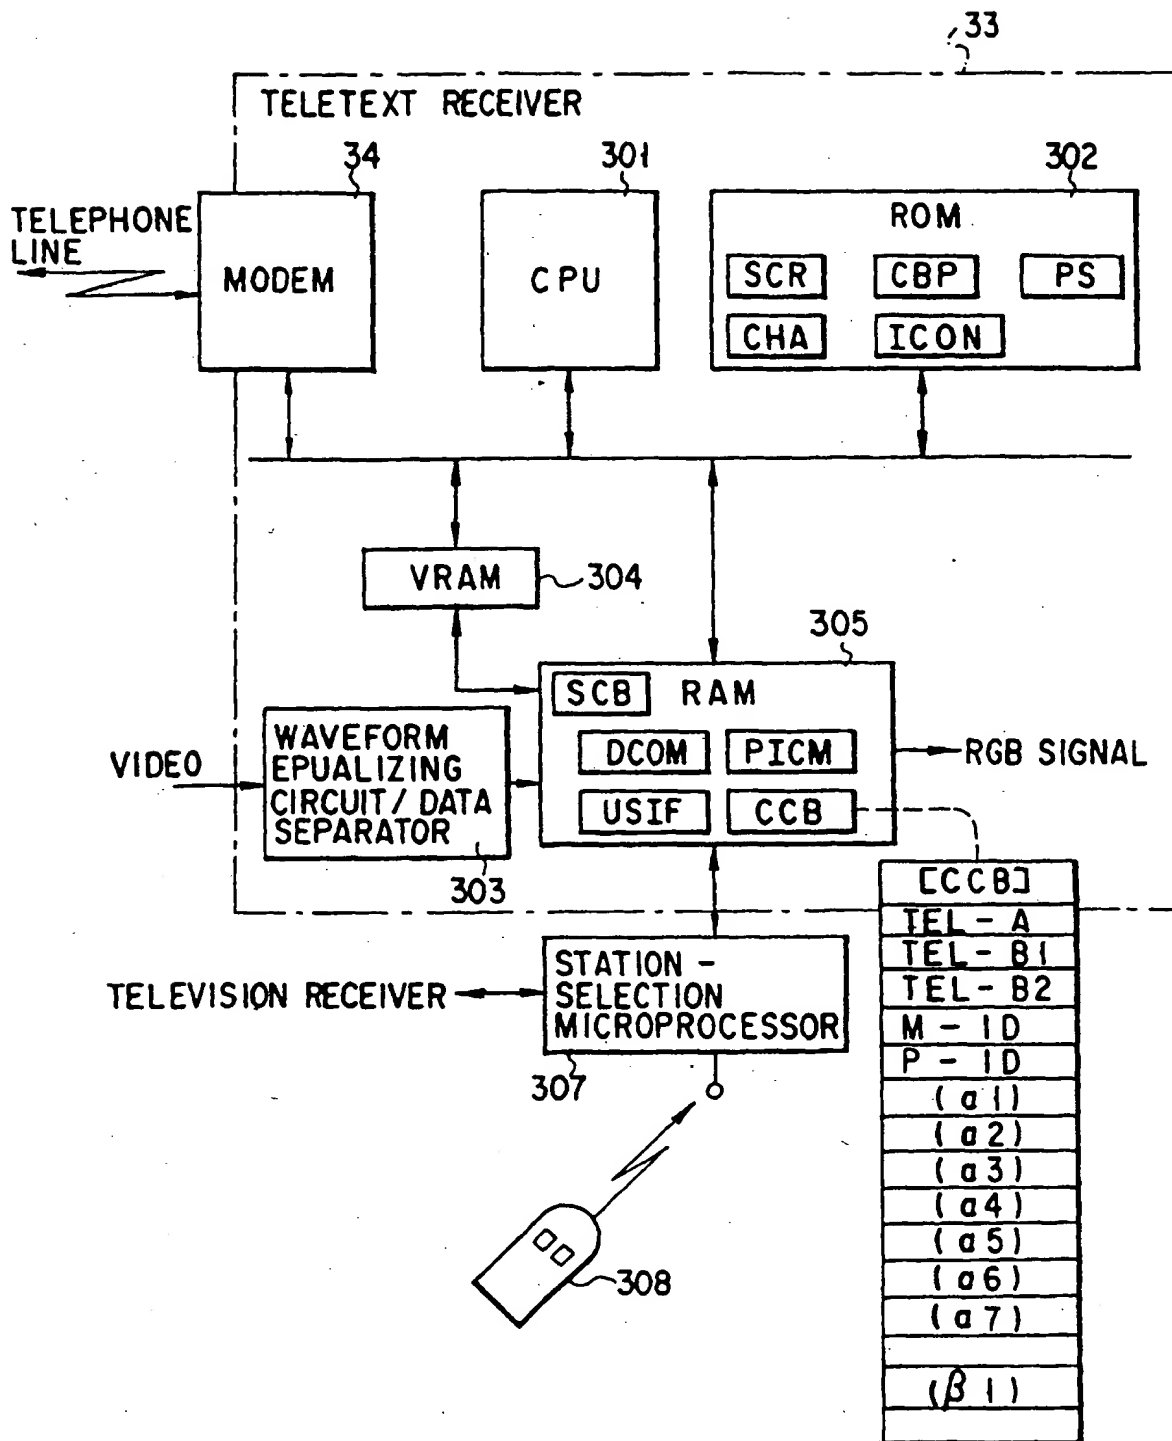 33
TELETEXT RECEIVER
34
301
302
TELEPHONE
LINE
MODEM
CPU
ROM
SCR
CBP
PS
CHA
ICON
VRAM
304
305
SCB
RAM
DCOM
PICM
USIF
CCB
VIDEO
WAVEFORM
EPUALIZING
CIRCUIT/DATA
SEPARATOR
303
RGB SIGNAL
[CCB]
TEL-A
TEL-B1
TEL-B2
M-ID
P-ID
(α1)
(α2)
(α3)
(α4)
(α5)
(α6)
(α7)
(β1)
TELEVISION RECEIVER
STATION-
SELECTION
MICROPROCESSOR
307
308